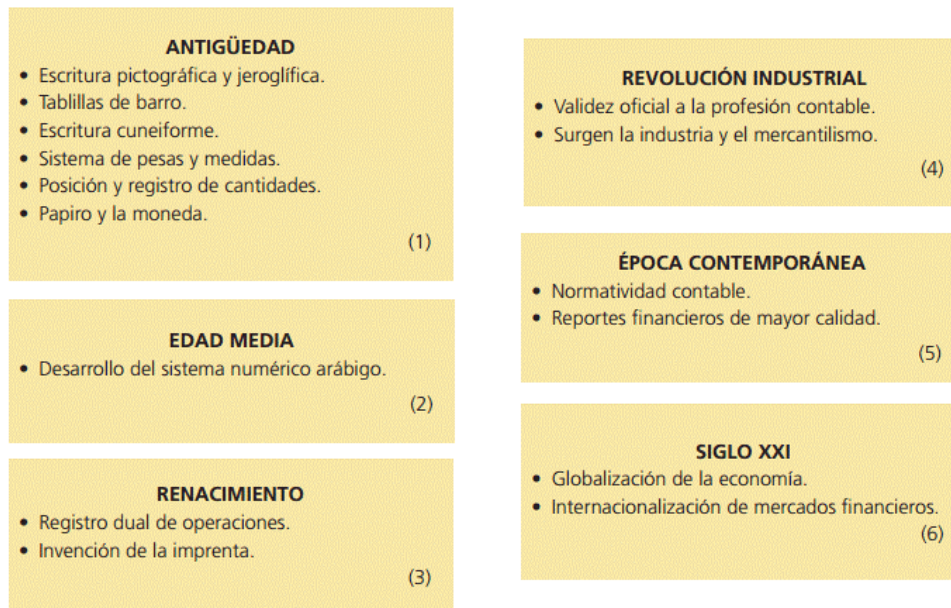 ANTIGÜEDAD
• Escritura pictográfica y jeroglífica.
• Tablillas de barro.
• Escritura cuneiforme.
• Sistema de pesas y medidas.
• Posición y registro de cantidades.
• Papiro y la moneda.
(1)
EDAD MEDIA
• Desarrollo del sistema numérico arábigo.
(2)
RENACIMIENTO
• Registro dual de operaciones.
• Invención de la imprenta.
(3)
REVOLUCIÓN INDUSTRIAL
• Validez oficial a la profesión contable.
• Surgen la industria y el mercantilismo.
(4)
ÉPOCA CONTEMPORÁNEA
• Normatividad contable.
• Reportes financieros de mayor calidad.
(5)
SIGLO XXI
• Globalización de la economía.
• Internacionalización de mercados financieros.
(6)